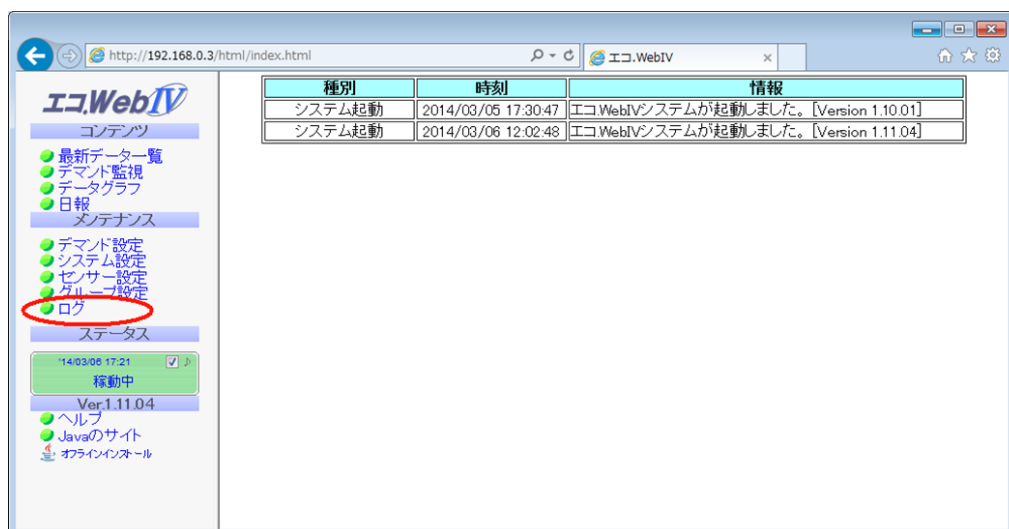 http://192.168.0.3/html/index.html
エコ.WebIV
エコ.WebIV
コンテンツ
最新データ一覧
デマンド監視
データグラフ
日報
メンテナンス
デマンド設定
システム設定
センサー設定
グループ設定
ログ
ステータス
'14/03/06 17:21
稼動中
Ver.1.11.04
ヘルプ
Javaのサイト
オフラインインストール
種別 時刻 情報
システム起動 2014/03/05 17:30:47 エコ.WebIVシステムが起動しました。[Version 1.10.01]
システム起動 2014/03/06 12:02:48 エコ.WebIVシステムが起動しました。[Version 1.11.04]